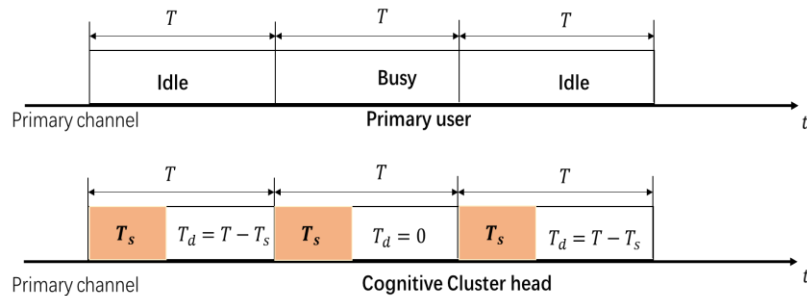 T T T
Idle Busy Idle
Primary channel Primary user t
T T T
T_s T_d = T − T_s T_s T_d = 0 T_s T_d = T − T_s
Primary channel Cognitive Cluster head t